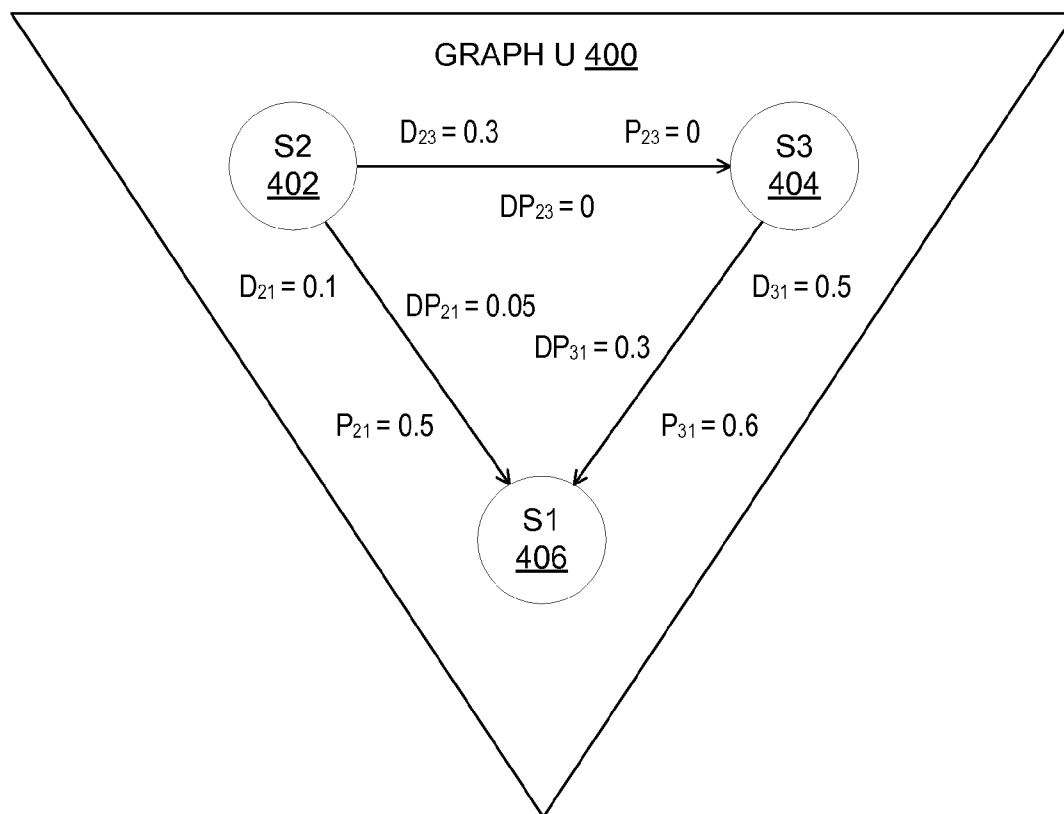 GRAPH U 400
S2
402
D₂₃ = 0.3
P₂₃ = 0
S3
404
DP₂₃ = 0
D₂₁ = 0.1
DP₂₁ = 0.05
D₃₁ = 0.5
DP₃₁ = 0.3
P₂₁ = 0.5
P₃₁ = 0.6
S1
406